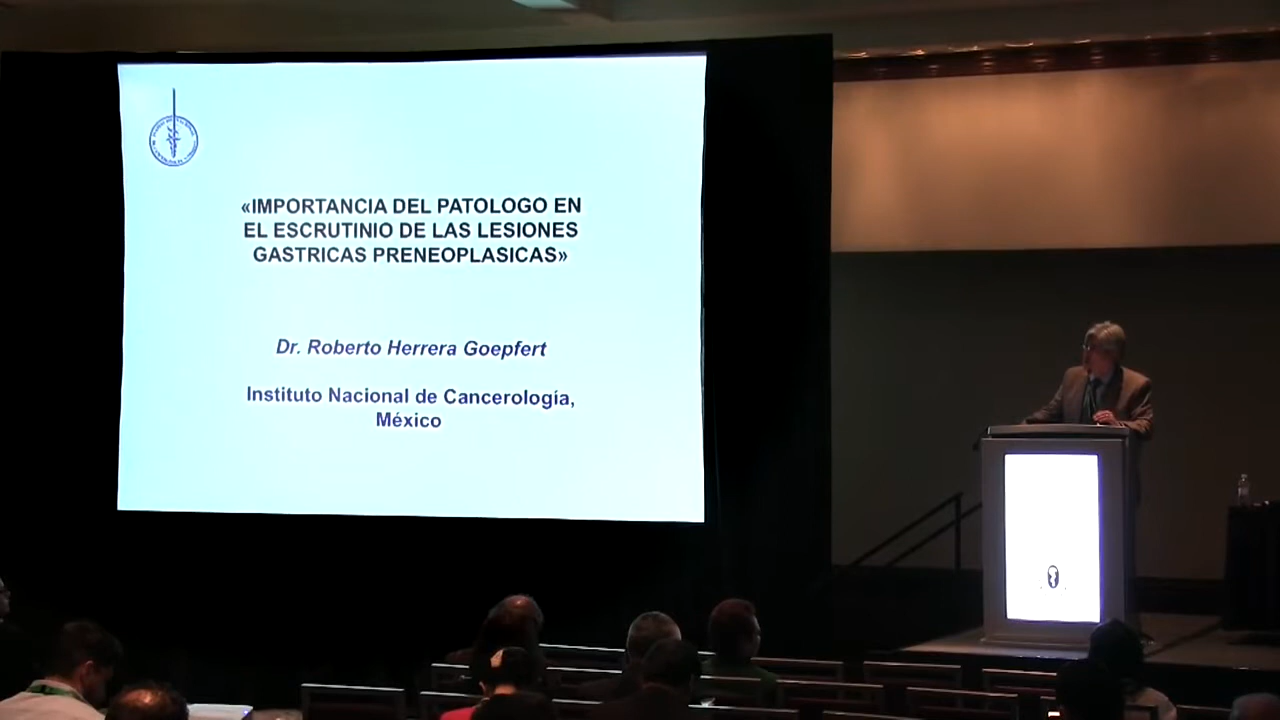 «IMPORTANCIA DEL PATOLOGO EN
EL ESCRUTINIO DE LAS LESIONES
GASTRICAS PRENEOPLASICAS»
Dr. Roberto Herrera Goepfert
Instituto Nacional de Cancerología,
México